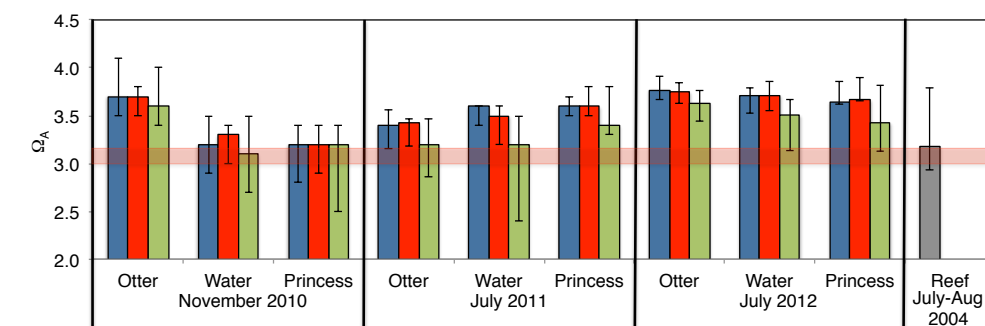 4.5
4.0
3.5
3.0
2.5
2.0
Ω_A
Otter Water Princess Otter Water Princess Otter Water Princess Reef
November 2010 July 2011 July 2012 July-Aug
2004